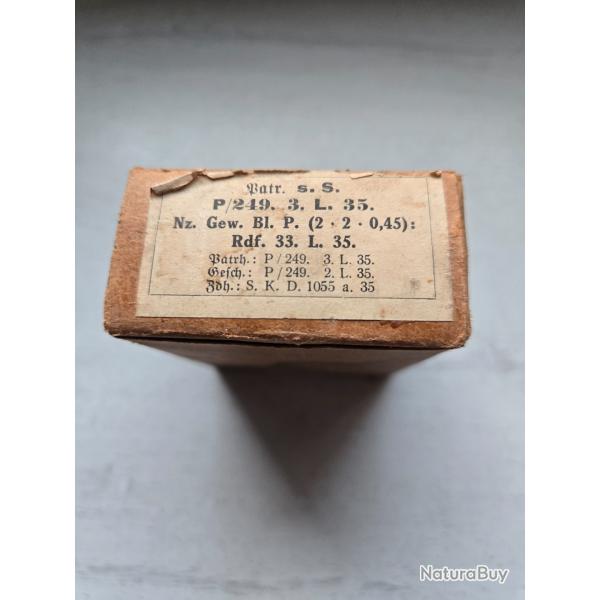 Patr. s. S.
P/249. 3. L. 35.
Nz. Gew. Bl. P. (2 · 2 · 0,45):
Rdf. 33. L. 35.
Patrh.: P/249. 3. L. 35.
Gesch.: P/249. 2. L. 35.
Zdh.: S. K. D. 1055 a. 35
NaturaBuy